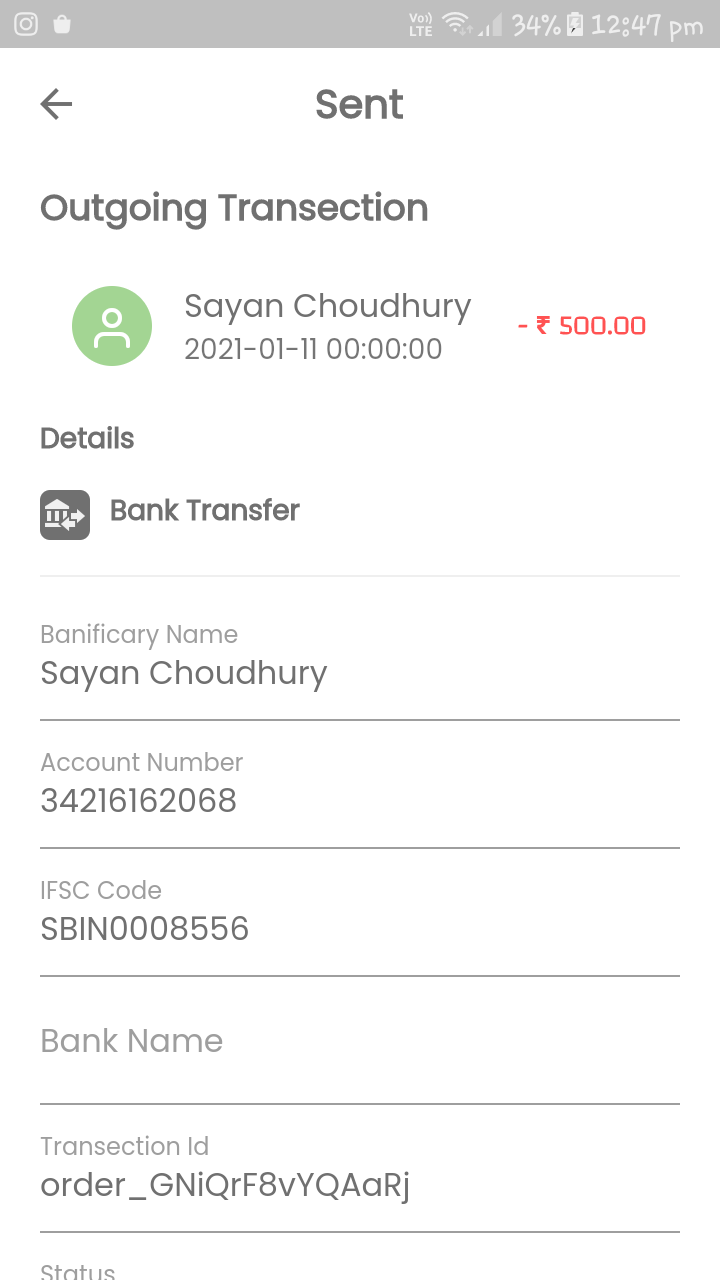 Vo)) LTE 34% 12:47 pm
Sent
Outgoing Transection
Sayan Choudhury
2021-01-11 00:00:00
- ₹ 500.00
Details
Bank Transfer
Banificary Name
Sayan Choudhury
Account Number
34216162068
IFSC Code
SBIN0008556
Bank Name
Transection Id
order_GNiQrF8vYQAaRj
Status